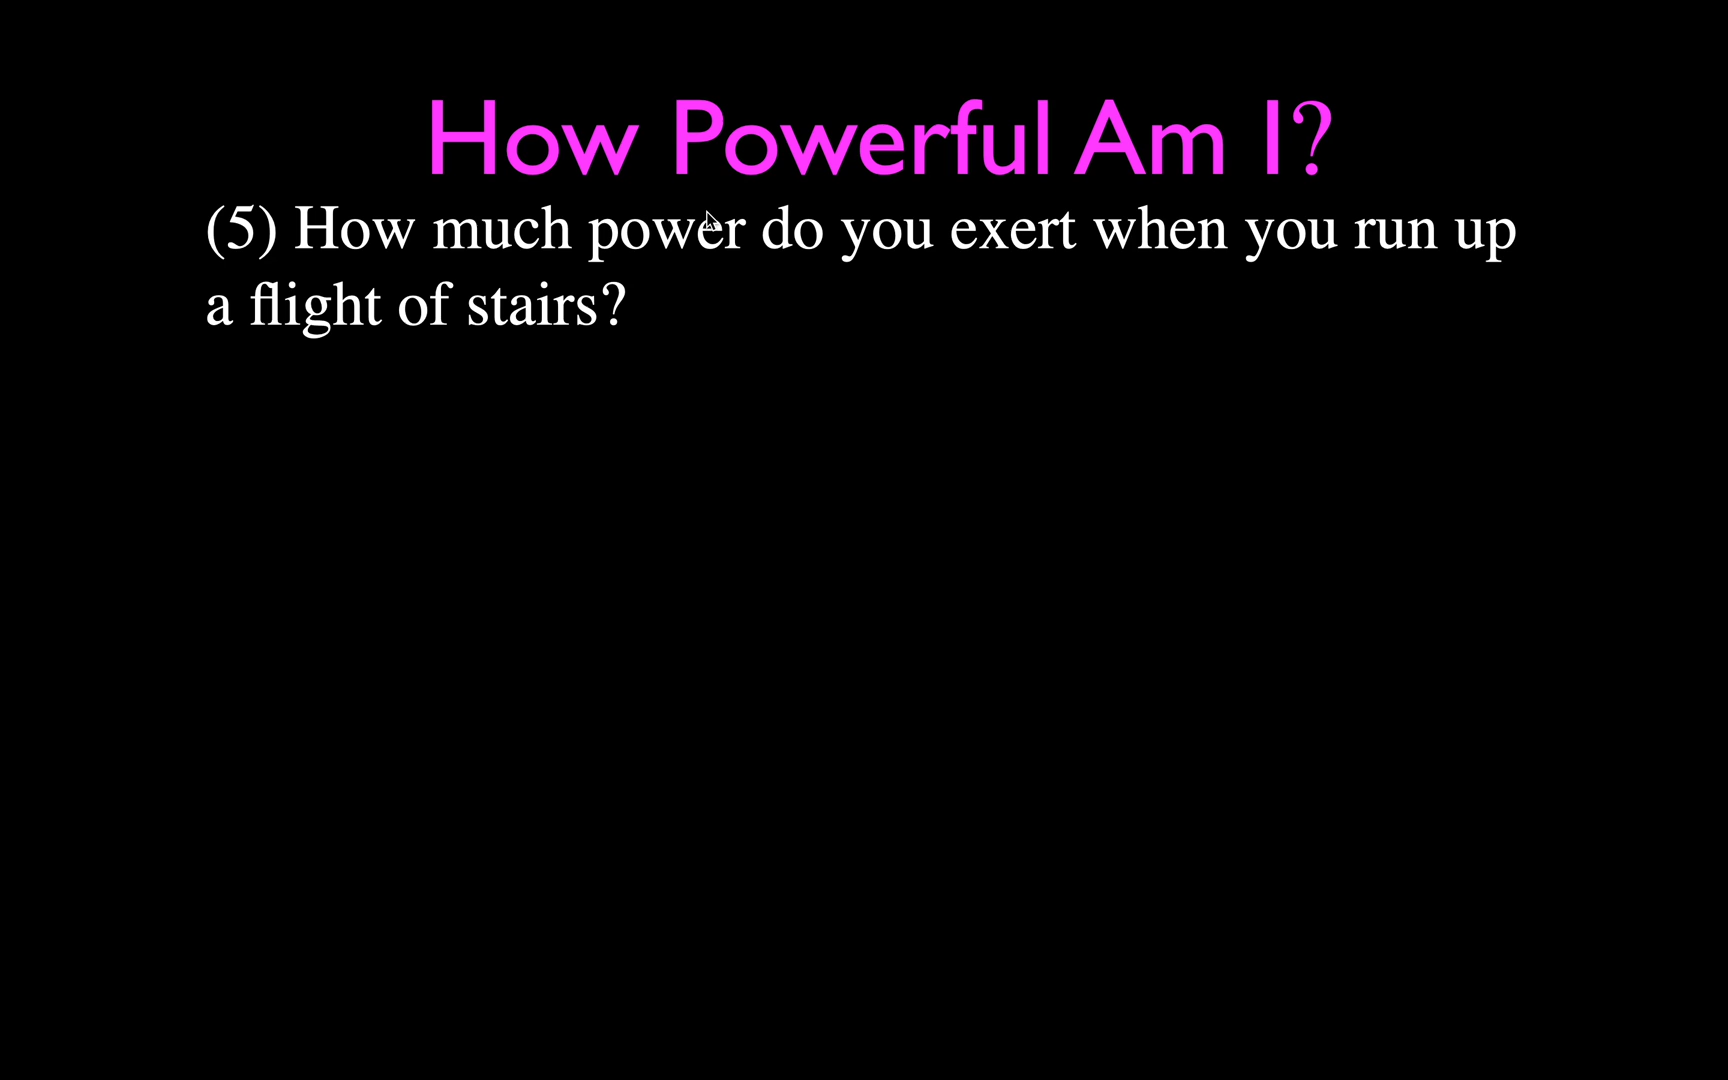 How Powerful Am I?
(5) How much power do you exert when you run up
a flight of stairs?